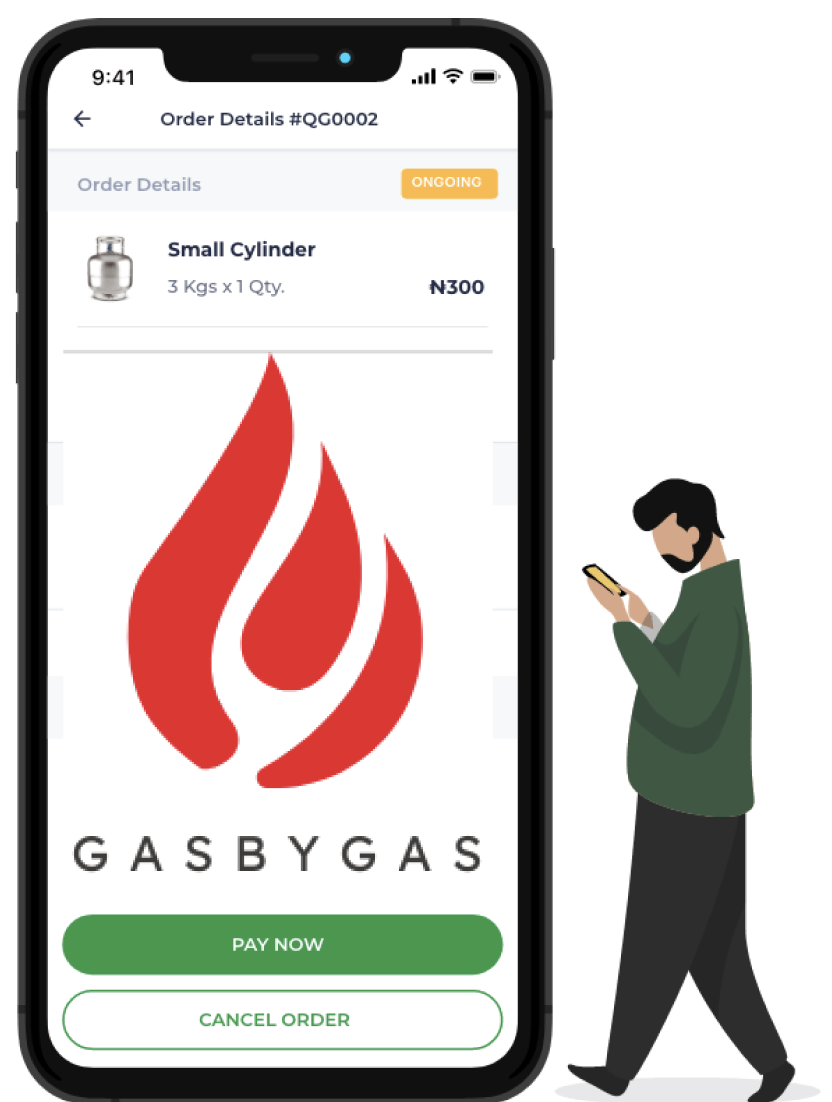 9:41
Order Details #QG0002
Order Details
ONGOING
Small Cylinder
3 Kgs x 1 Qty.
₦300
GASBYGAS
PAY NOW
CANCEL ORDER